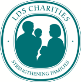 LDS CHARITIES
STRENGTHENING FAMILIES